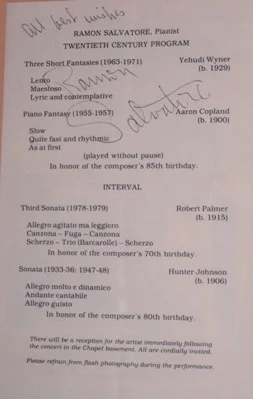 All best wishes
RAMON SALVATORE, Pianist
TWENTIETH CENTURY PROGRAM
Three Short Fantasies (1963-1971) Yehudi Wyner
(b. 1929)
Lento
Maestoso
Lyric and contemplative
Ramon
Salvatore
Piano Fantasy (1955-1957) Aaron Copland
(b. 1900)
Slow
Quite fast and rhythmic
As at first
(played without pause)
In honor of the composer's 85th birthday.
INTERVAL
Third Sonata (1978-1979) Robert Palmer
(b. 1915)
Allegro agitato ma leggiero
Canzona – Fuga – Canzona
Scherzo – Trio (Barcarolle) – Scherzo
In honor of the composer's 70th birthday.
Sonata (1933-36; 1947-48) Hunter Johnson
(b. 1906)
Allegro molto e dinamico
Andante cantabile
Allegro guisto
In honor of the composer's 80th birthday.
There will be a reception for the artist immediately following
the concert in the Chapel basement. All are cordially invited.
Please refrain from flash photography during the performance.